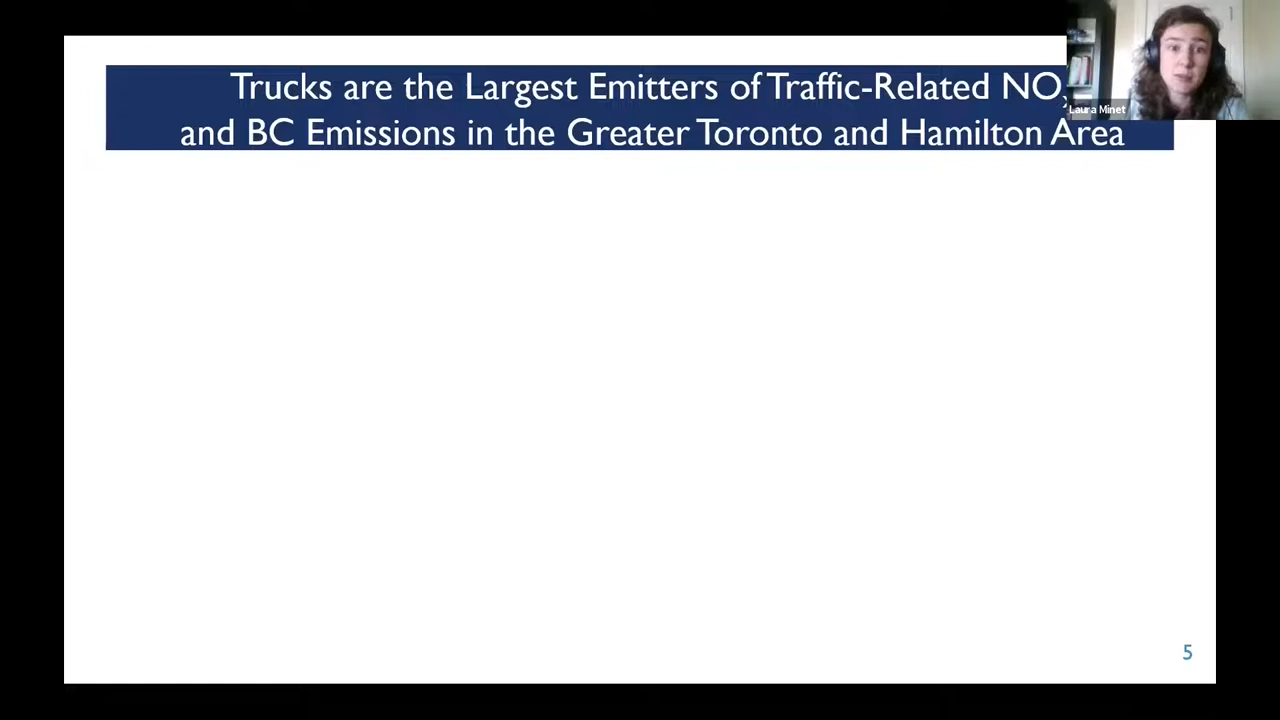 Trucks are the Largest Emitters of Traffic-Related NO
and BC Emissions in the Greater Toronto and Hamilton Area
Laura Minet
5